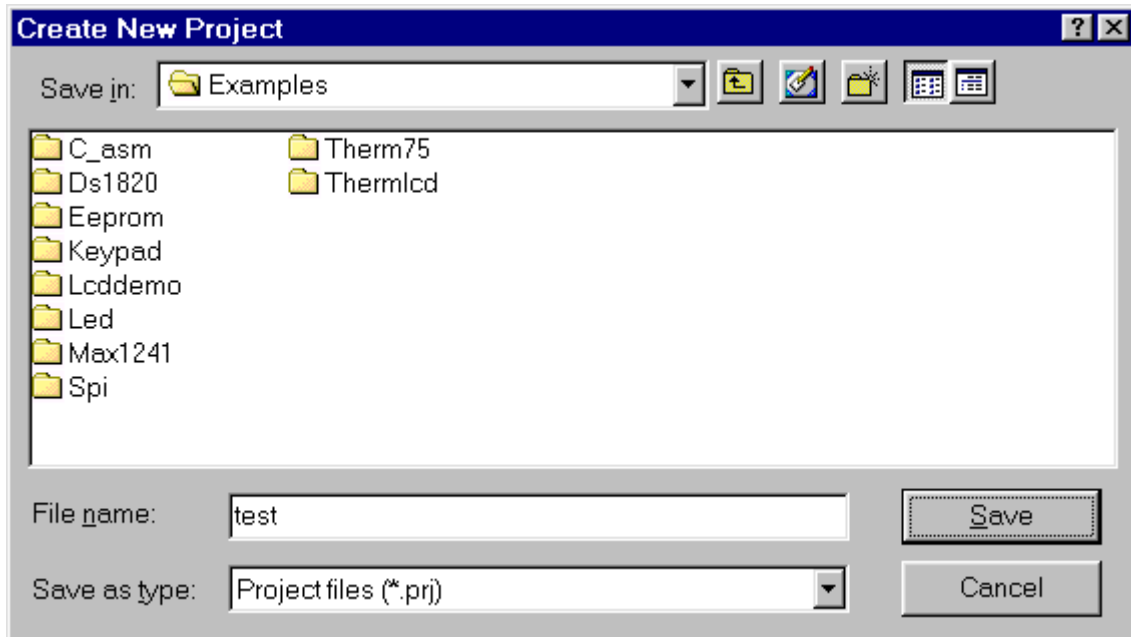 Create New Project
Save in: Examples
C_asm
Ds1820
Eeprom
Keypad
Lcddemo
Led
Max1241
Spi
Therm75
Thermlcd
File name: test
Save
Save as type: Project files (*.prj)
Cancel